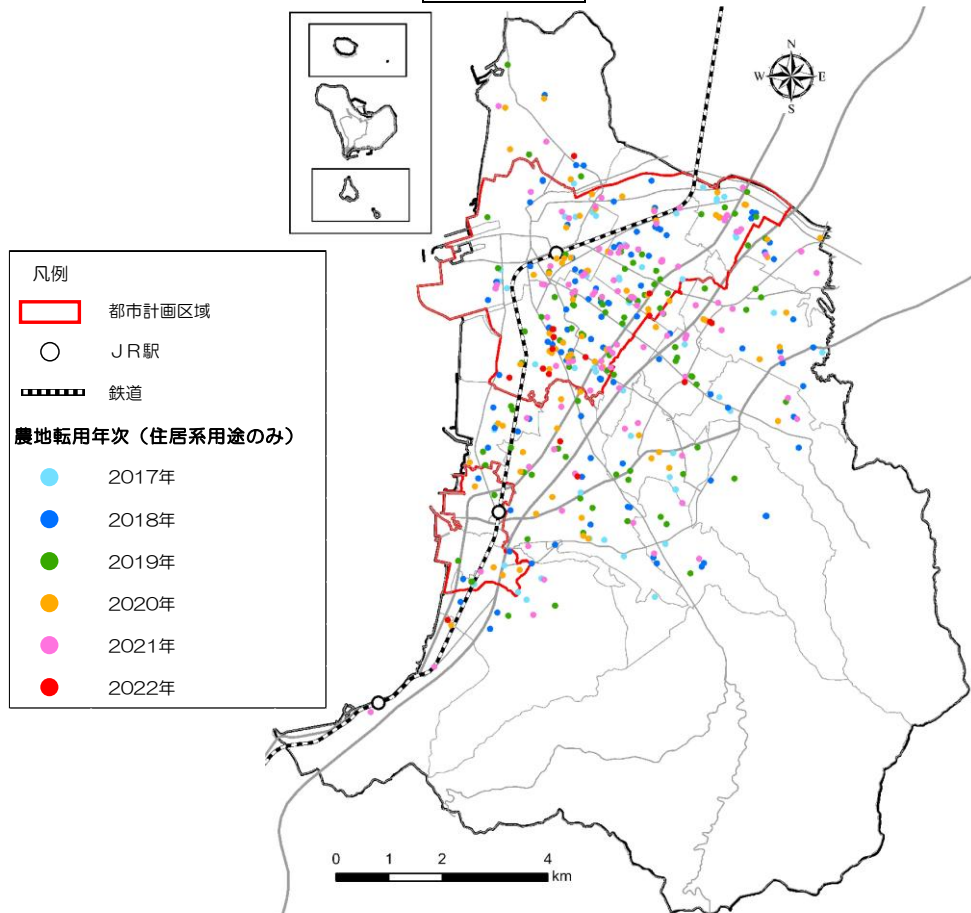 N
W E
S
凡例
都市計画区域
JR駅
鉄道
農地転用年次（住居系用途のみ）
2017年
2018年
2019年
2020年
2021年
2022年
0 1 2 4
km